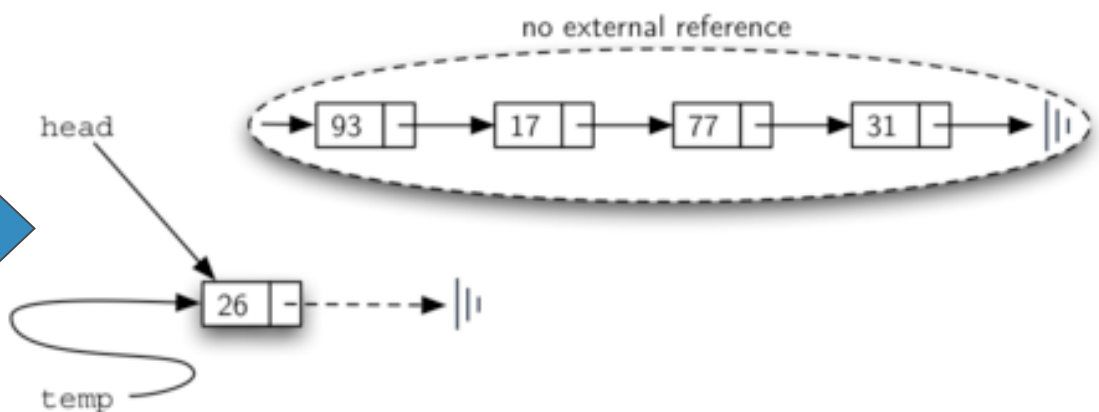 no external reference
head
93 17 77 31
26
temp